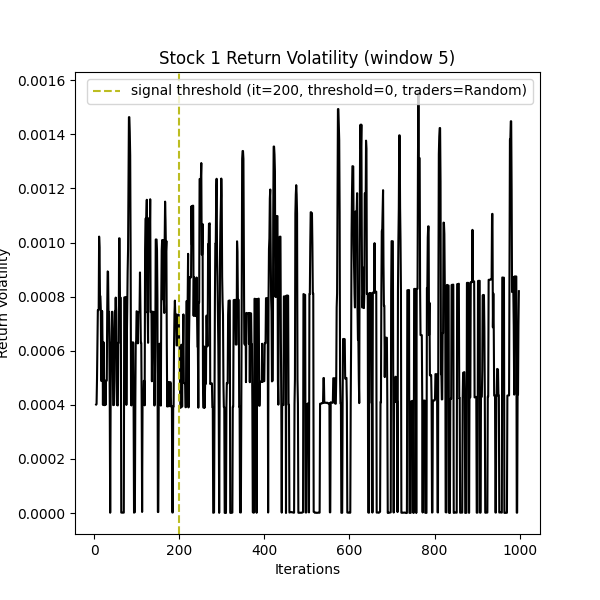 Stock 1 Return Volatility (window 5)
signal threshold (it=200, threshold=0, traders=Random)
0.0016
0.0014
0.0012
0.0010
0.0008
0.0006
0.0004
0.0002
0.0000
Return Volatility
0 200 400 600 800 1000
Iterations